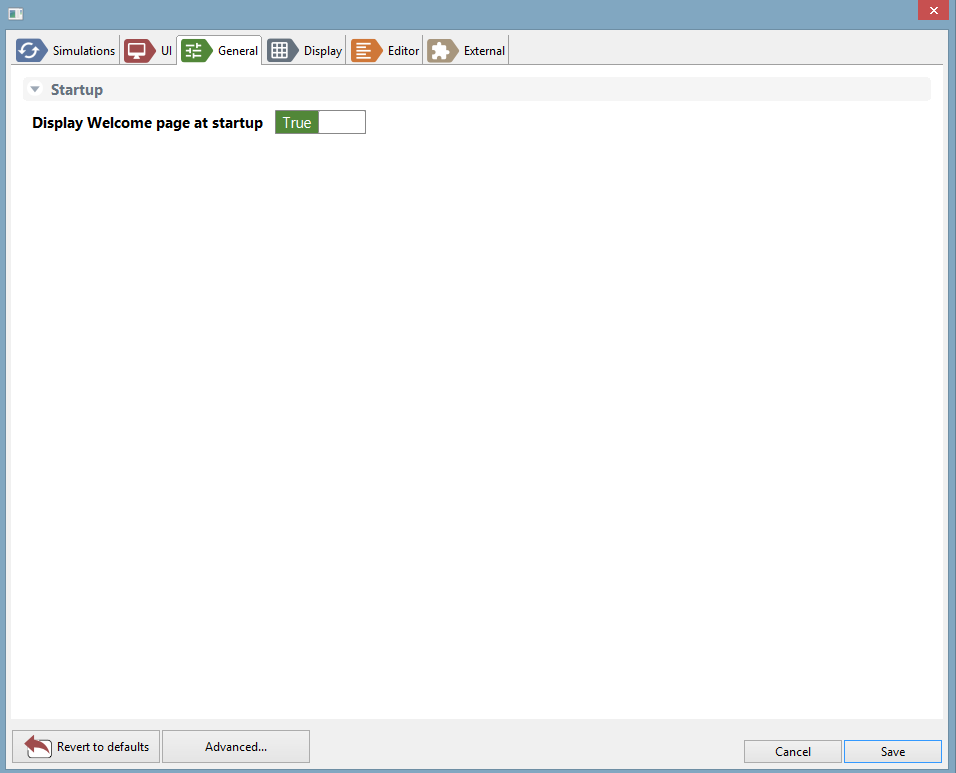 Simulations UI General Display Editor External
Startup
Display Welcome page at startup True
Revert to defaults Advanced... Cancel Save